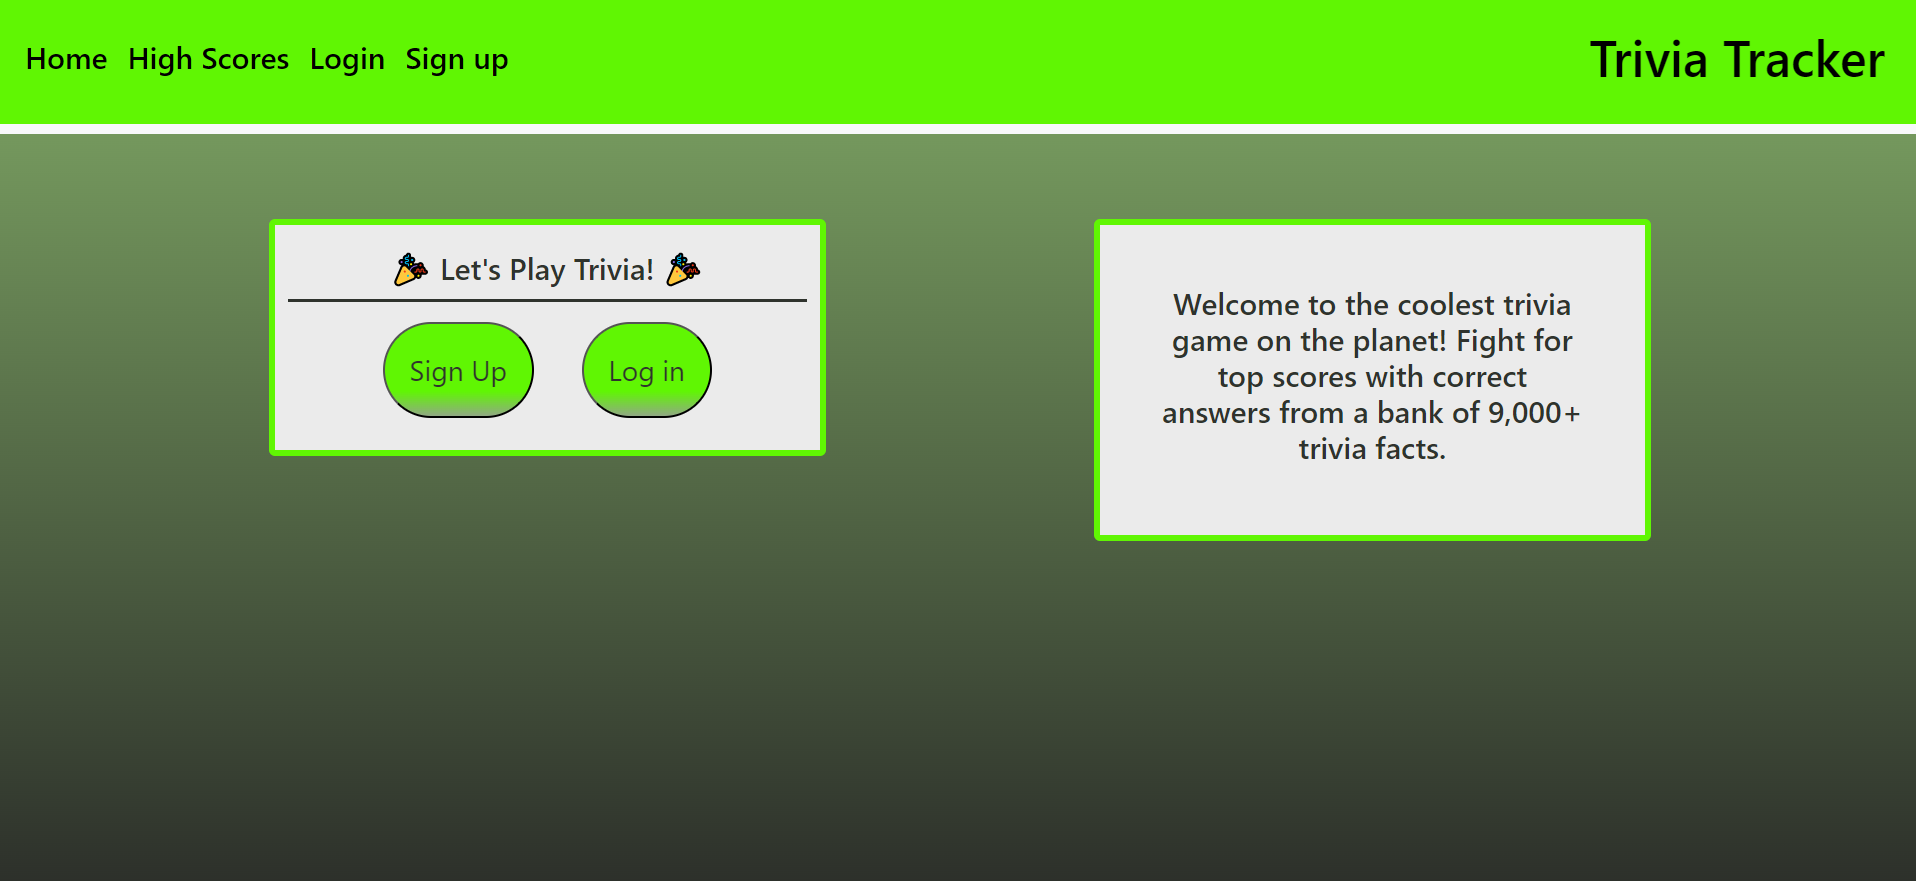 Home High Scores Login Sign up
Trivia Tracker
🎉 Let's Play Trivia! 🎉
Sign Up
Log in
Welcome to the coolest trivia
game on the planet! Fight for
top scores with correct
answers from a bank of 9,000+
trivia facts.